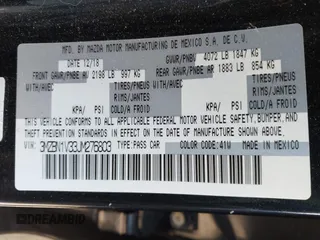 MFD. BY MAZDA MOTOR MANUFACTURING DE MEXICO S.A. DE C.V.
DATE 12/18 GVWR/PNBV 4072 LB 1847 KG
FRONT GAWR/PNBE AV 2198 LB 997 KG REAR GAWR/PNBE AR 1883 LB 854 KG
WITH/AVEC TIRES/PNEUS WITH/AVEC TIRES/PNEUS
RIMS/JANTES RIMS/JANTES
KPA/ PSI COLD/A FROID KPA/ PSI COLD/A FROID
THIS VEHICLE CONFORMS TO ALL APPLICABLE FEDERAL MOTOR VEHICLE SAFETY, BUMPER, AND
THEFT PREVENTION STANDARDS IN EFFECT ON THE DATE OF MANUFACTURE SHOWN ABOVE.
VIN: 3MZBN1V33JM276803 TYPE: PASS CAR COLOR CODE: 41W MADE IN MEXICO
DREAMBID